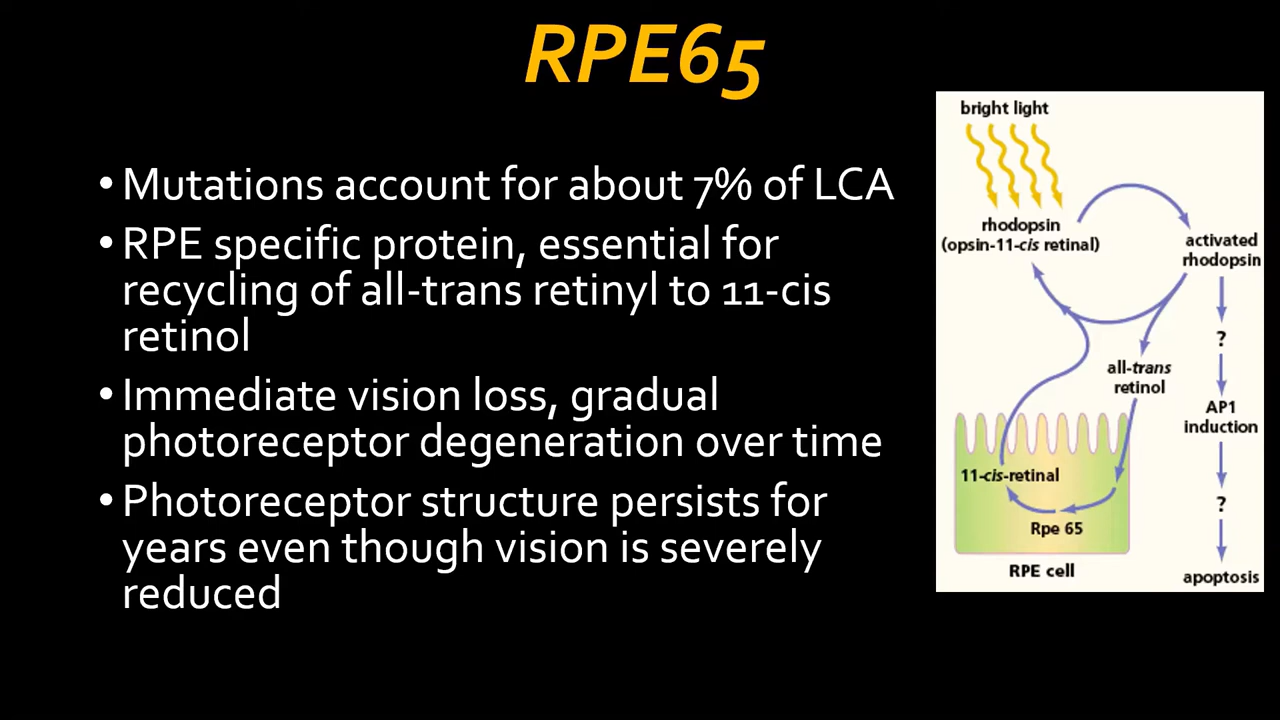 RPE65
• Mutations account for about 7% of LCA
• RPE specific protein, essential for
recycling of all-trans retinyl to 11-cis
retinol
• Immediate vision loss, gradual
photoreceptor degeneration over time
• Photoreceptor structure persists for
years even though vision is severely
reduced
bright light
rhodopsin
(opsin-11-cis retinal)
activated
rhodopsin
?
all-trans
retinol
AP1
induction
11-cis-retinal
?
Rpe 65
RPE cell
apoptosis